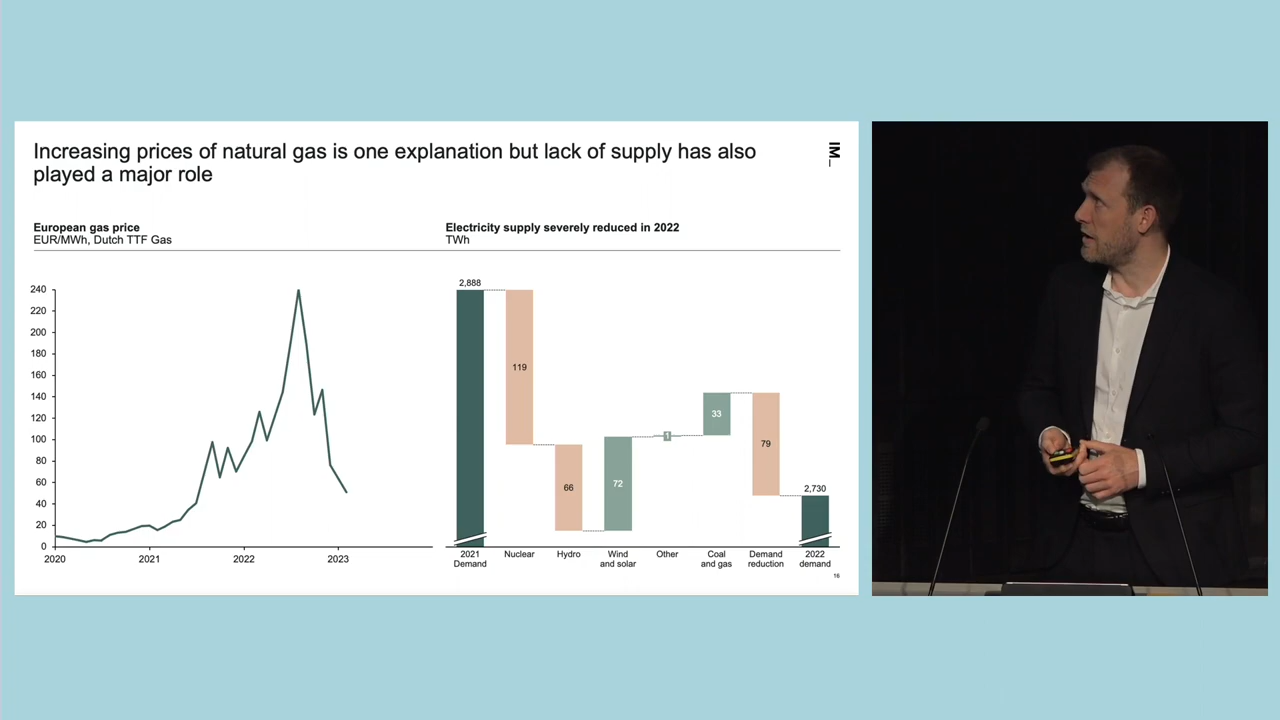 Increasing prices of natural gas is one explanation but lack of supply has also
played a major role
IM_
European gas price
EUR/MWh, Dutch TTF Gas
240
220
200
180
160
140
120
100
80
60
40
20
0
2020
2021
2022
2023
Electricity supply severely reduced in 2022
TWh
2,888
119
66
72
1
33
79
2,730
2021
Demand
Nuclear
Hydro
Wind
and solar
Other
Coal
and gas
Demand
reduction
2022
demand
16